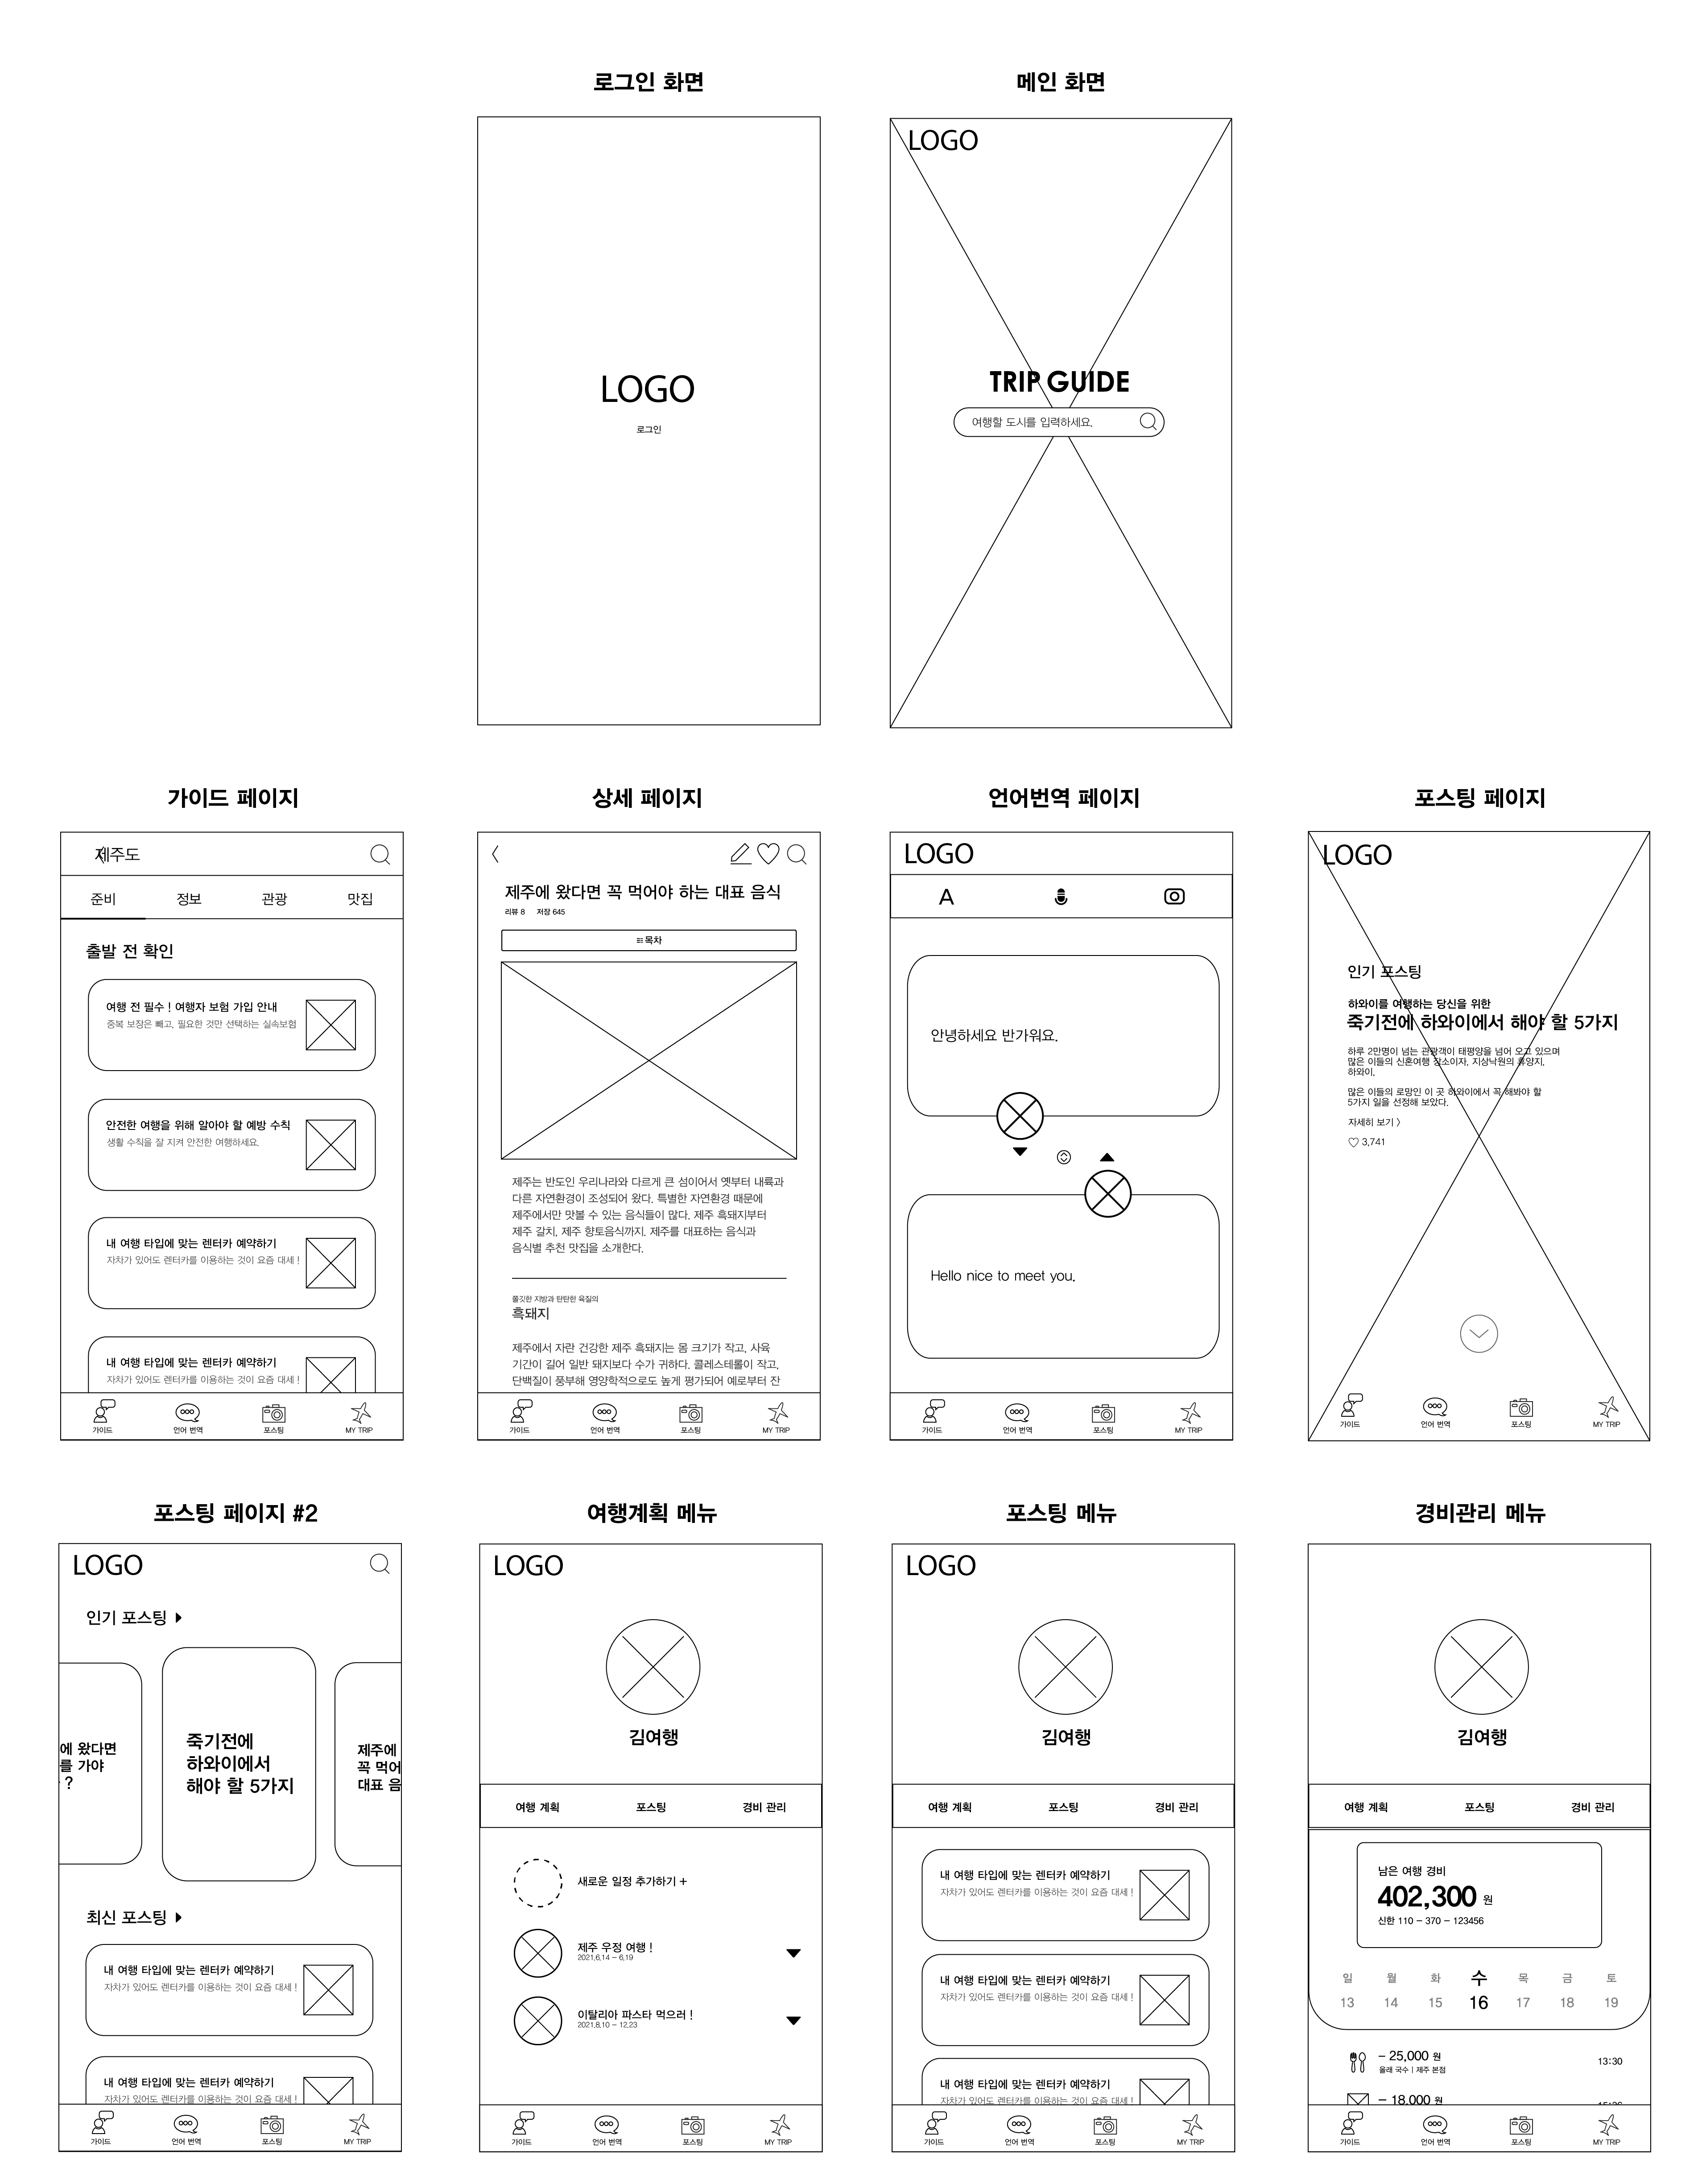 로그인 화면
LOGO
로그인
메인 화면
LOGO
TRIP GUIDE
여행할 도시를 입력하세요.
가이드 페이지
제주도
준비 정보 관광 맛집
출발 전 확인
여행 전 필수 ! 여행자 보험 가입 안내
중복 보장은 빼고, 필요한 것만 선택하는 실속보험
안전한 여행을 위해 알아야 할 예방 수칙
생활 수칙을 잘 지켜 안전한 여행하세요.
내 여행 타입에 맞는 렌터카 예약하기
자차가 있어도 렌터카를 이용하는 것이 요즘 대세 !
내 여행 타입에 맞는 렌터카 예약하기
자차가 있어도 렌터카를 이용하는 것이 요즘 대세 !
가이드 언어 번역 포스팅 MY TRIP
상세 페이지
제주에 왔다면 꼭 먹어야 하는 대표 음식
리뷰 8 저장 645
목차
제주는 반도인 우리나라와 다르게 큰 섬이어서 옛부터 내륙과
다른 자연환경이 조성되어 왔다. 특별한 자연환경 때문에
제주에서만 맛볼 수 있는 음식들이 많다. 제주 흑돼지부터
제주 갈치, 제주 향토음식까지. 제주를 대표하는 음식과
음식별 추천 맛집을 소개한다.
쫄깃한 지방과 탄탄한 육질의
흑돼지
제주에서 자란 건강한 제주 흑돼지는 몸 크기가 작고, 사육
기간이 길어 일반 돼지보다 수가 귀하다. 콜레스테롤이 작고,
단백질이 풍부해 영양학적으로도 높게 평가되어 예로부터 잔
가이드 언어 번역 포스팅 MY TRIP
언어번역 페이지
LOGO
A
안녕하세요 반가워요.
Hello nice to meet you.
가이드 언어 번역 포스팅 MY TRIP
포스팅 페이지
LOGO
인기 포스팅
하와이를 여행하는 당신을 위한
죽기전에 하와이에서 해야 할 5가지
하루 2만명이 넘는 관광객이 태평양을 넘어 오고 있으며
많은 이들의 신혼여행 장소이자, 지상낙원의 휴양지,
하와이.
많은 이들의 로망인 이 곳 하와이에서 꼭 해봐야 할
5가지 일을 선정해 보았다.
자세히 보기 〉
♡ 3,741
가이드 언어 번역 포스팅 MY TRIP
포스팅 페이지 #2
LOGO
인기 포스팅
에 왔다면
를 가야
?
죽기전에
하와이에서
해야 할 5가지
제주에
꼭 먹어
대표 음
최신 포스팅
내 여행 타입에 맞는 렌터카 예약하기
자차가 있어도 렌터카를 이용하는 것이 요즘 대세 !
내 여행 타입에 맞는 렌터카 예약하기
자차가 있어도 렌터카를 이용하는 것이 요즘 대세 !
가이드 언어 번역 포스팅 MY TRIP
여행계획 메뉴
LOGO
김여행
여행 계획 포스팅 경비 관리
새로운 일정 추가하기 +
제주 우정 여행 !
2021.6.14 – 6.19
이탈리아 파스타 먹으러 !
2021.8.10 – 12.23
가이드 언어 번역 포스팅 MY TRIP
포스팅 메뉴
LOGO
김여행
여행 계획 포스팅 경비 관리
내 여행 타입에 맞는 렌터카 예약하기
자차가 있어도 렌터카를 이용하는 것이 요즘 대세 !
내 여행 타입에 맞는 렌터카 예약하기
자차가 있어도 렌터카를 이용하는 것이 요즘 대세 !
내 여행 타입에 맞는 렌터카 예약하기
자차가 있어도 렌터카를 이용하는 것이 요즘 대세 !
가이드 언어 번역 포스팅 MY TRIP
경비관리 메뉴
김여행
여행 계획 포스팅 경비 관리
남은 여행 경비
402,300 원
신한 110 – 370 – 123456
일 월 화 수 목 금 토
13 14 15 16 17 18 19
– 25,000 원
올래 국수 | 제주 본점
13:30
– 18,000 원
가이드 언어 번역 포스팅 MY TRIP